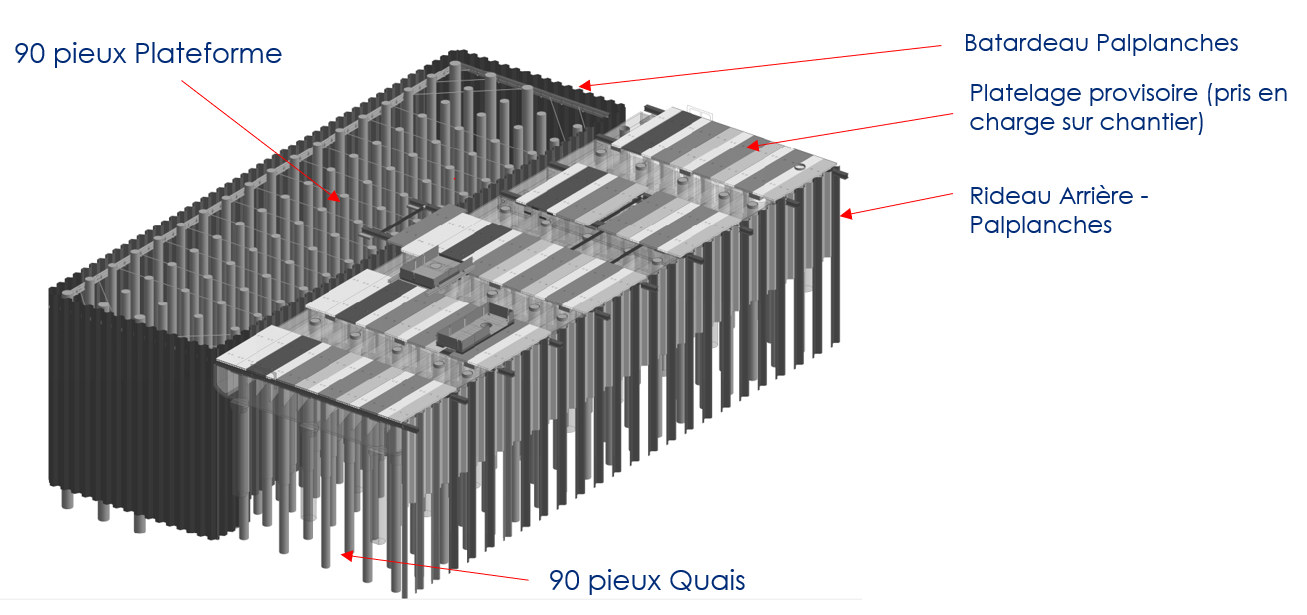 90 pieux Plateforme
Batardeau Palplanches
Platelage provisoire (pris en
charge sur chantier)
Rideau Arrière -
Palplanches
90 pieux Quais